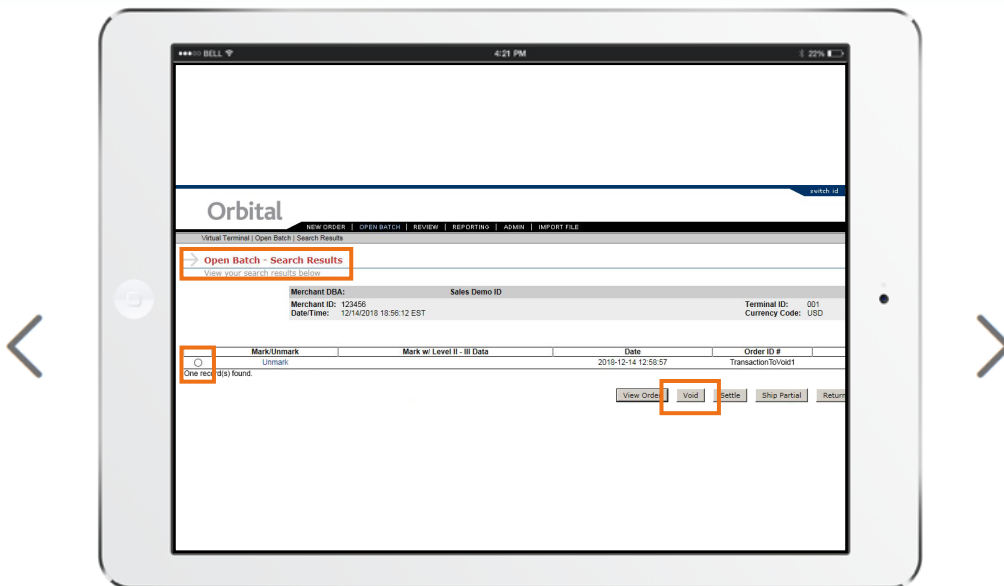 BELL 4:21 PM 22%
switch id
Orbital
NEW ORDER | OPEN BATCH | REVIEW | REPORTING | ADMIN | IMPORT FILE
Virtual Terminal | Open Batch | Search Results
Open Batch - Search Results
View your search results below
Merchant DBA: Sales Demo ID
Merchant ID: 123456 Terminal ID: 001
Date/Time: 12/14/2018 18:56:12 EST Currency Code: USD
Mark/Unmark Mark w/ Level II - III Data Date Order ID #
Unmark 2018-12-14 12:58:57 TransactionToVoid1
One record(s) found.
View Order Void Settle Ship Partial Return